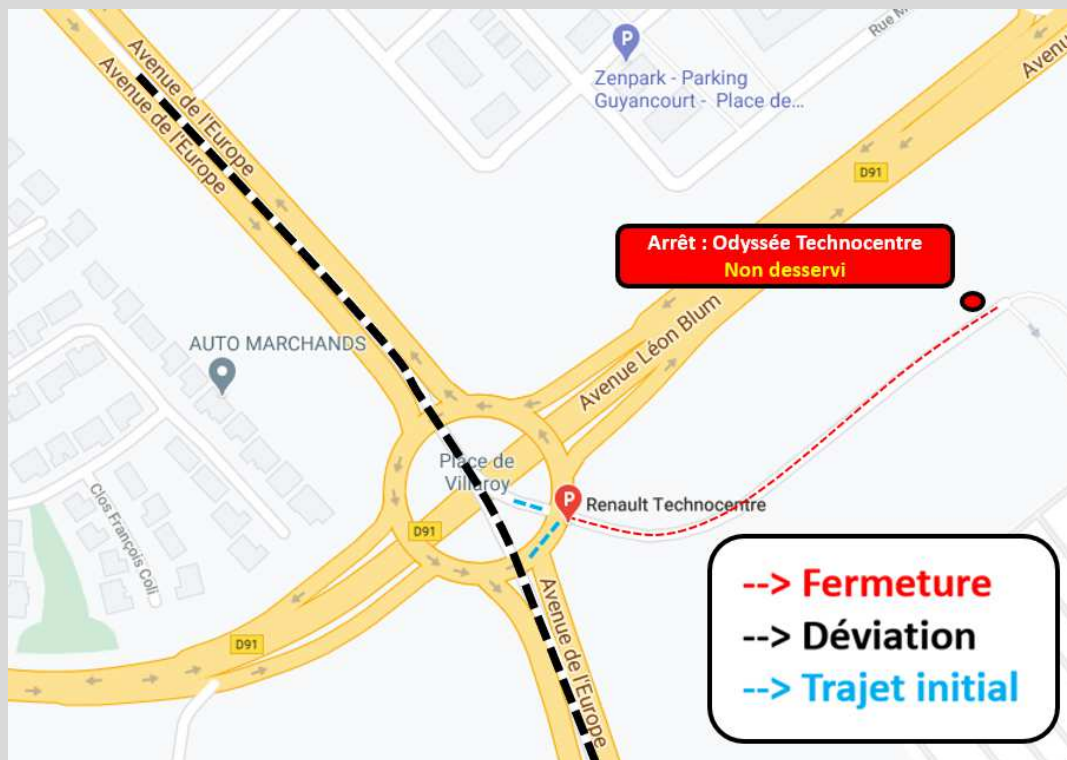 Avenue de l'Europe
Avenue de l'Europe
P
Zenpark - Parking
Guyancourt - Place de...
Avenu
D91
Arrêt : Odyssée Technocentre
Non desservi
Avenue Léon Blum
AUTO MARCHANDS
Place de
Villaroy
P
Renault Technocentre
Clos François Coli
D91
D91
Avenue de l'Europe
--> Fermeture
--> Déviation
--> Trajet initial